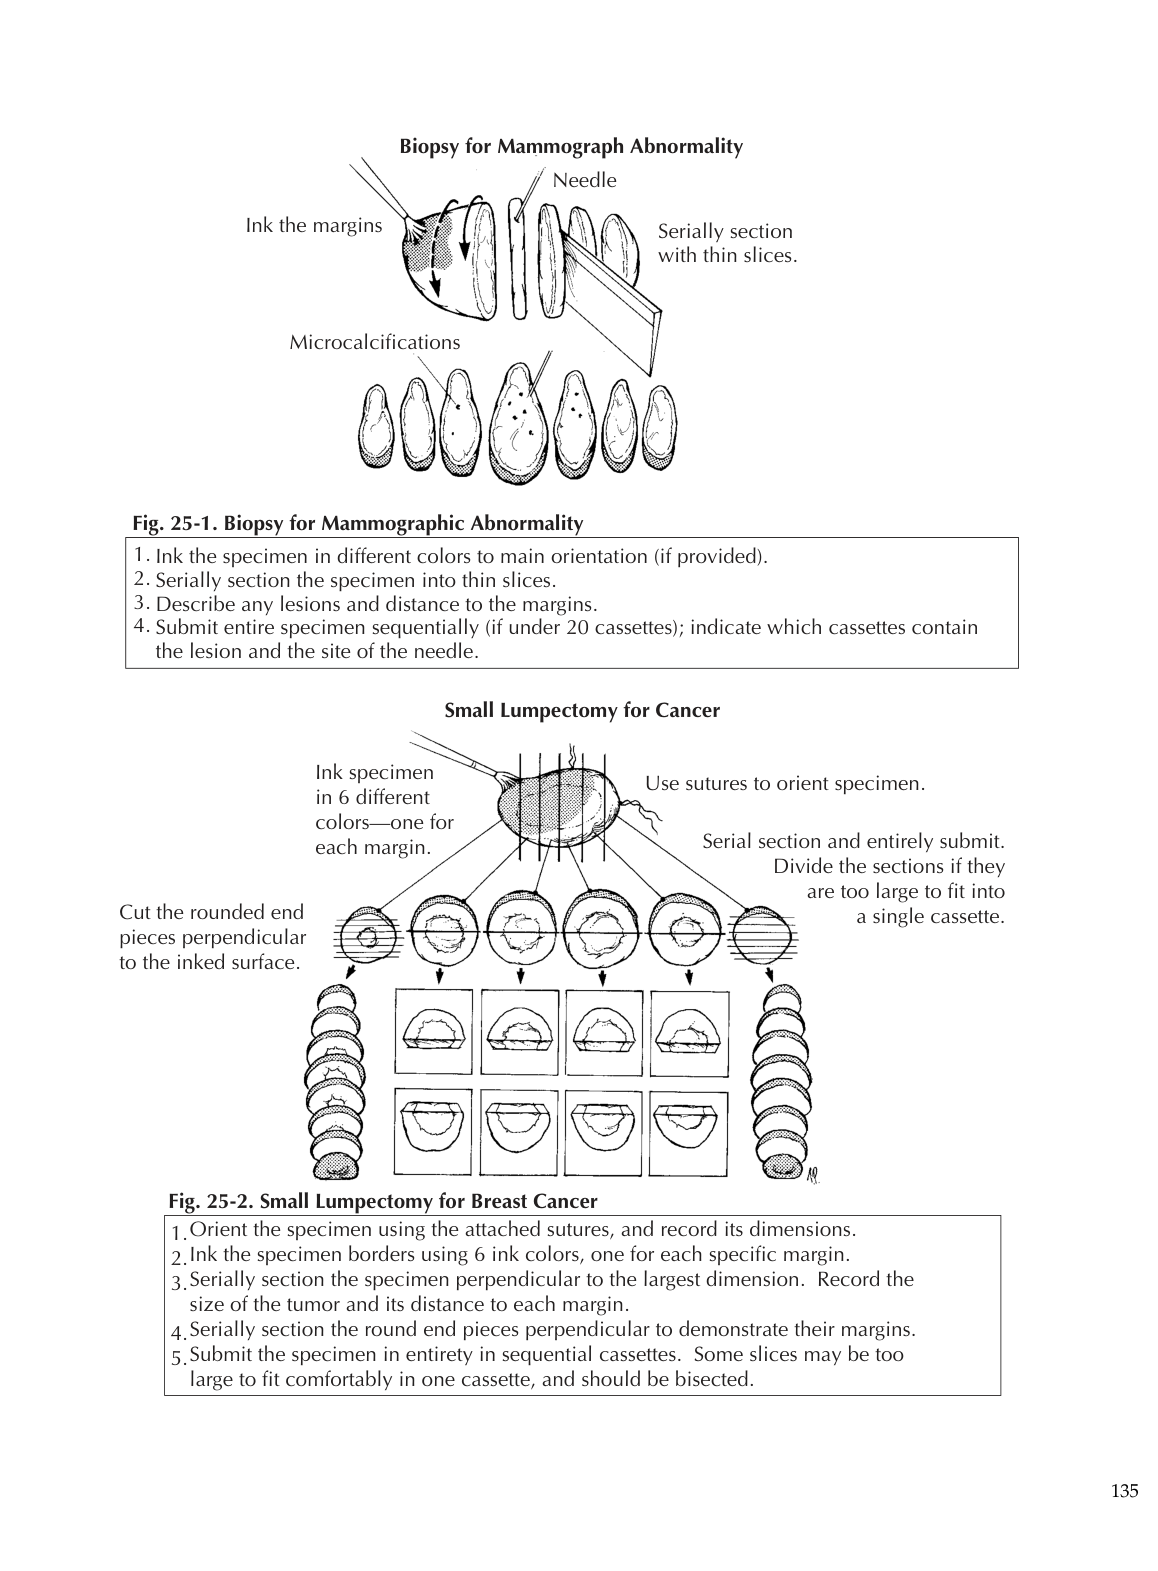 Biopsy for Mammograph Abnormality
Needle
Ink the margins
Serially section
with thin slices.
Microcalcifications
Fig. 25-1. Biopsy for Mammographic Abnormality
1. Ink the specimen in different colors to main orientation (if provided).
2. Serially section the specimen into thin slices.
3. Describe any lesions and distance to the margins.
4. Submit entire specimen sequentially (if under 20 cassettes); indicate which cassettes contain
the lesion and the site of the needle.
Small Lumpectomy for Cancer
Ink specimen
in 6 different
colors—one for
each margin.
Use sutures to orient specimen.
Serial section and entirely submit.
Divide the sections if they
are too large to fit into
a single cassette.
Cut the rounded end
pieces perpendicular
to the inked surface.
Fig. 25-2. Small Lumpectomy for Breast Cancer
1. Orient the specimen using the attached sutures, and record its dimensions.
2. Ink the specimen borders using 6 ink colors, one for each specific margin.
3. Serially section the specimen perpendicular to the largest dimension. Record the
size of the tumor and its distance to each margin.
4. Serially section the round end pieces perpendicular to demonstrate their margins.
5. Submit the specimen in entirety in sequential cassettes. Some slices may be too
large to fit comfortably in one cassette, and should be bisected.
135